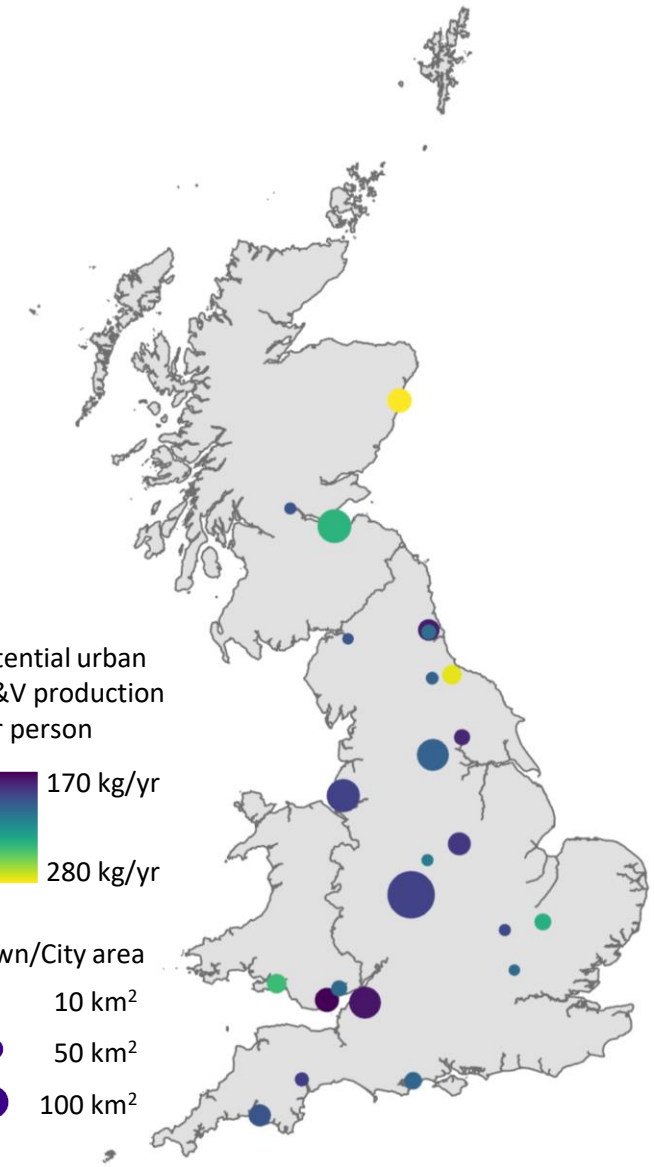 tential urban
&V production
r person
170 kg/yr
280 kg/yr
wn/City area
10 km²
50 km²
100 km²